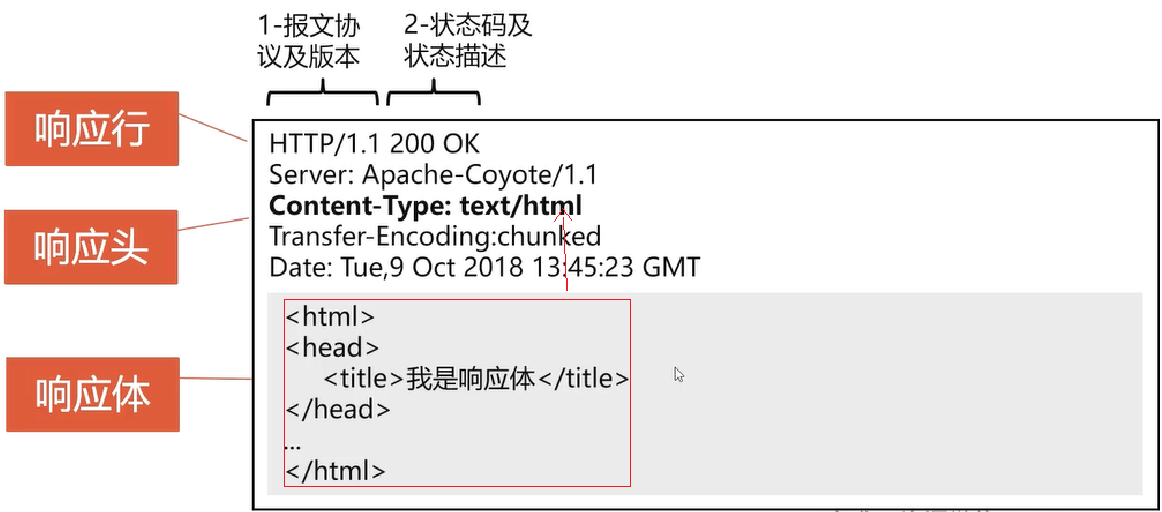 1-报文协
议及版本
2-状态码及
状态描述
响应行
HTTP/1.1 200 OK
Server: Apache-Coyote/1.1
响应头
Content-Type: text/html
Transfer-Encoding:chunked
Date: Tue,9 Oct 2018 13:45:23 GMT
响应体
<html>
<head>
<title>我是响应体</title>
</head>
...
</html>